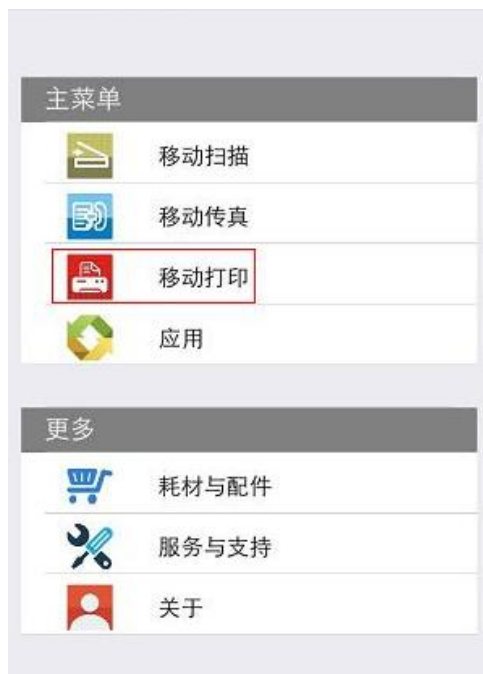 主菜单
移动扫描
移动传真
移动打印
应用
更多
耗材与配件
服务与支持
关于